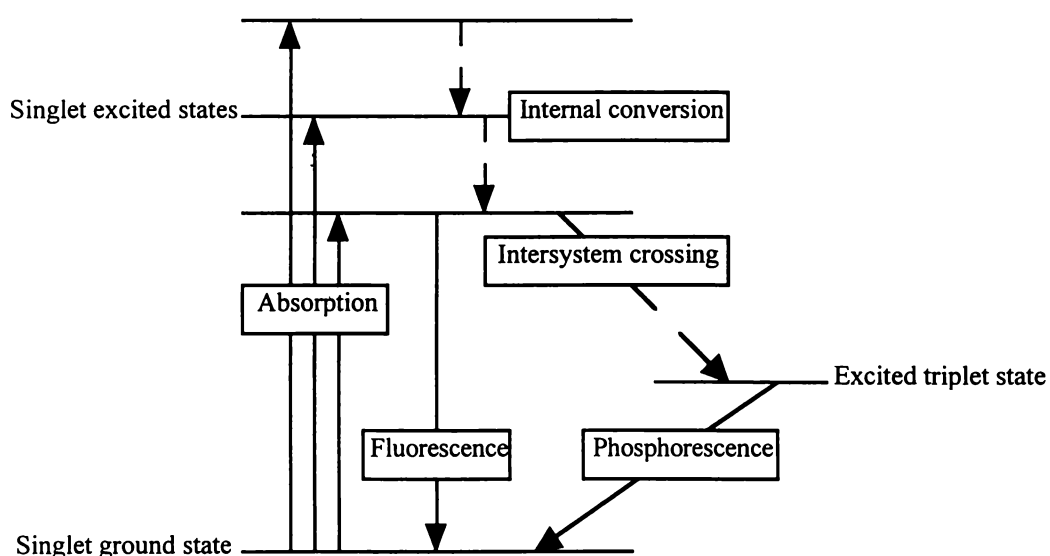 Singlet excited states
Internal conversion
Intersystem crossing
Absorption
Excited triplet state
Fluorescence
Phosphorescence
Singlet ground state